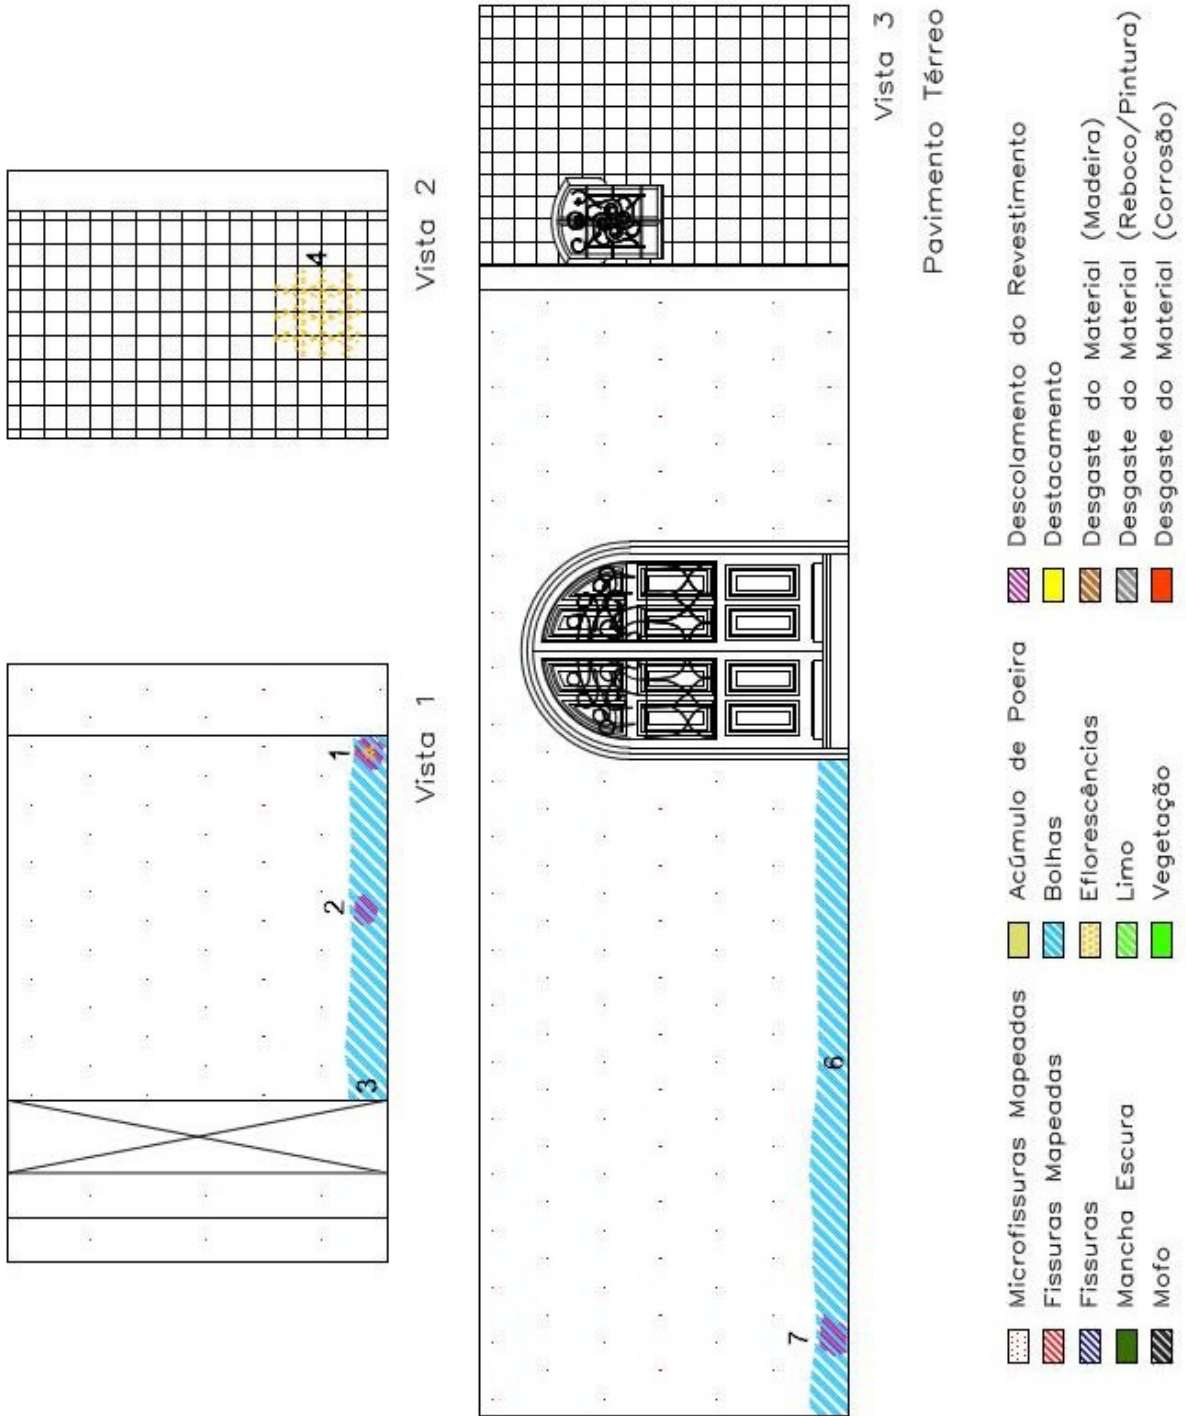 1
2
3
Vista 1
4
Vista 2
7
6
Vista 3
Pavimento Térreo
Microfissuras Mapeadas
Fissuras Mapeadas
Fissuras
Mancha Escura
Mofo
Acúmulo de Poeira
Bolhas
Eflorescências
Limo
Vegetação
Descolamento do Revestimento
Destacamento
Desgaste do Material (Madeira)
Desgaste do Material (Reboco/Pintura)
Desgaste do Material (Corrosão)